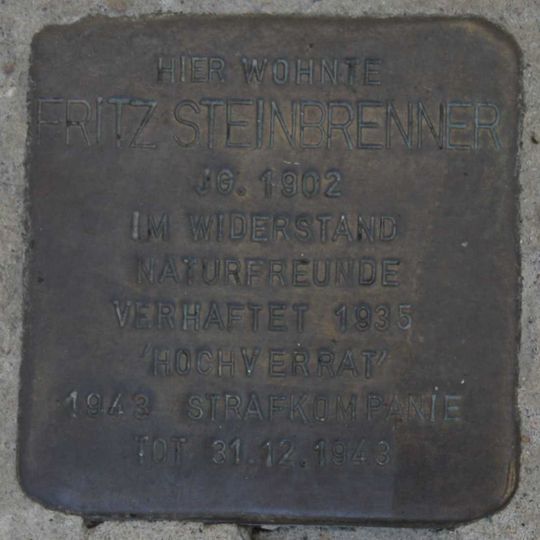 HIER WOHNTE
FRITZ STEINBRENNER
JG. 1902
IM WIDERSTAND
NATURFREUNDE
VERHAFTET 1935
'HOCHVERRAT'
1943 STRAFKOMPANIE
TOT 31.12.1943